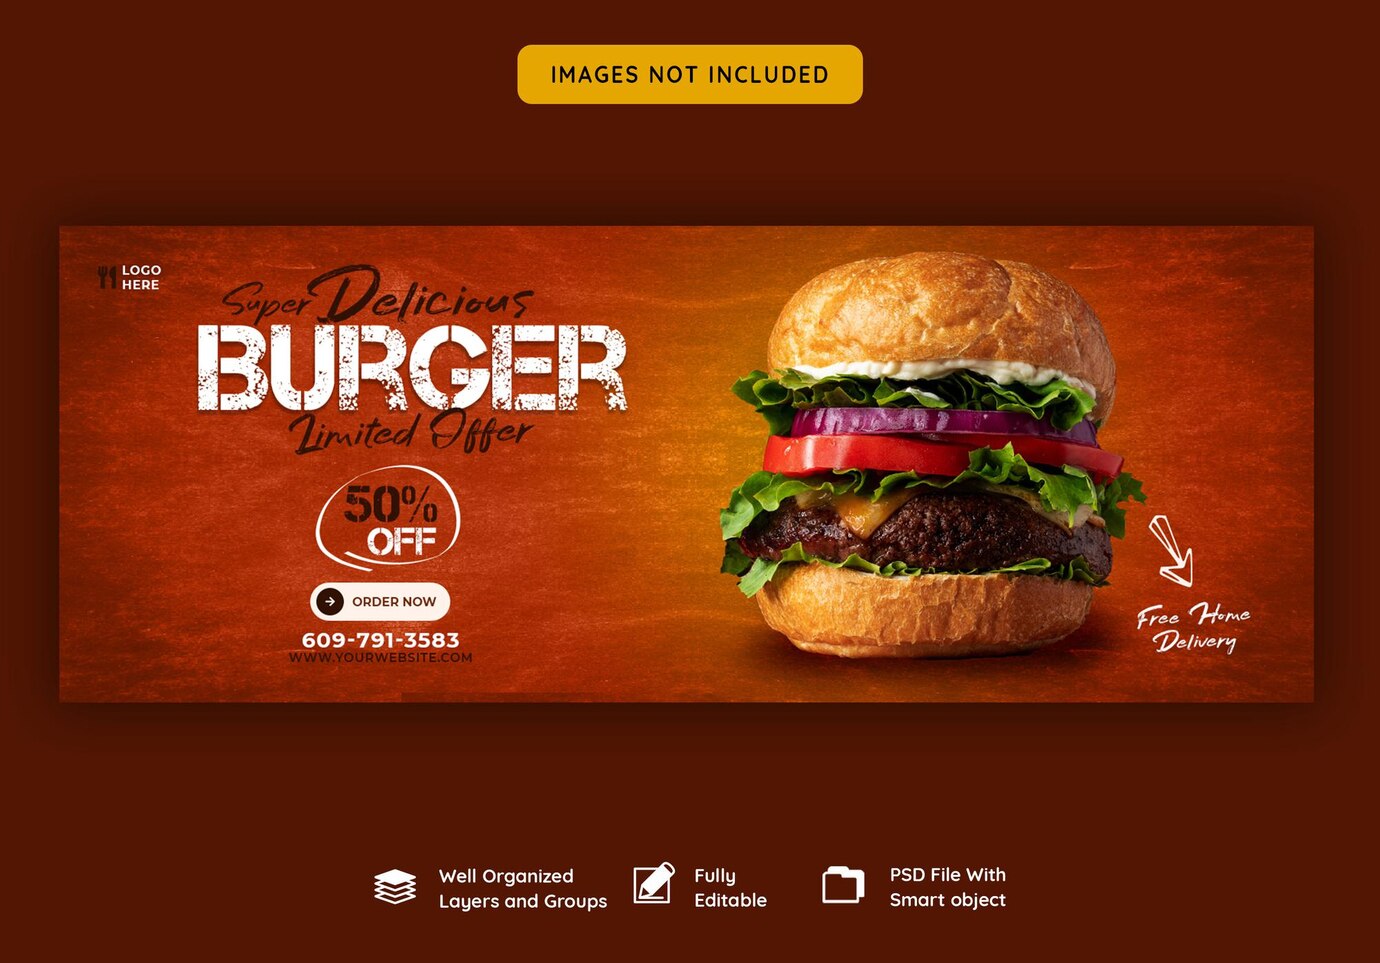 IMAGES NOT INCLUDED
LOGO
HERE
Super Delicious
BURGER
Limited Offer
50%
OFF
ORDER NOW
609-791-3583
WWW.YOURWEBSITE.COM
Free Home
Delivery
Well Organized
Layers and Groups
Fully
Editable
PSD File With
Smart object